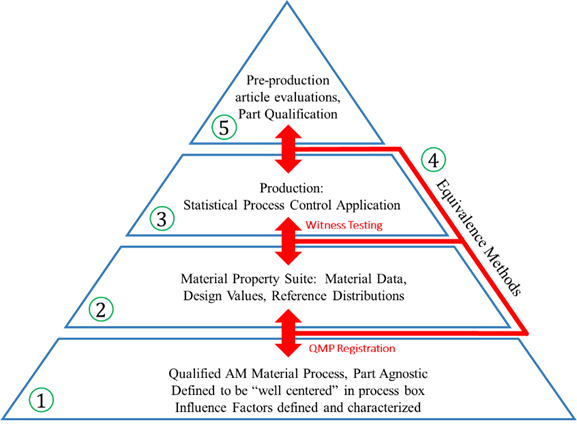 Pre-production
article evaluations,
Part Qualification
5
4
Equivalence Methods
Production:
Statistical Process Control Application
3
Witness Testing
Material Property Suite: Material Data,
Design Values, Reference Distributions
2
QMP Registration
Qualified AM Material Process, Part Agnostic
Defined to be “well centered” in process box
Influence Factors defined and characterized
1